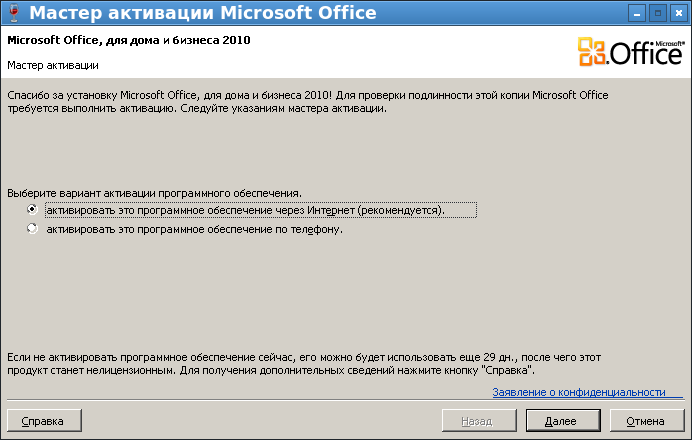 Мастер активации Microsoft Office
Microsoft Office, для дома и бизнеса 2010
Мастер активации
Microsoft®
Office
Спасибо за установку Microsoft Office, для дома и бизнеса 2010! Для проверки подлинности этой копии Microsoft Office
требуется выполнить активацию. Следуйте указаниям мастера активации.
Выберите вариант активации программного обеспечения.
активировать это программное обеспечение через Интернет (рекомендуется).
активировать это программное обеспечение по телефону.
Если не активировать программное обеспечение сейчас, его можно будет использовать еще 29 дн., после чего этот
продукт станет нелицензионным. Для получения дополнительных сведений нажмите кнопку "Справка".
Заявление о конфиденциальности
Справка
Назад
Далее
Отмена